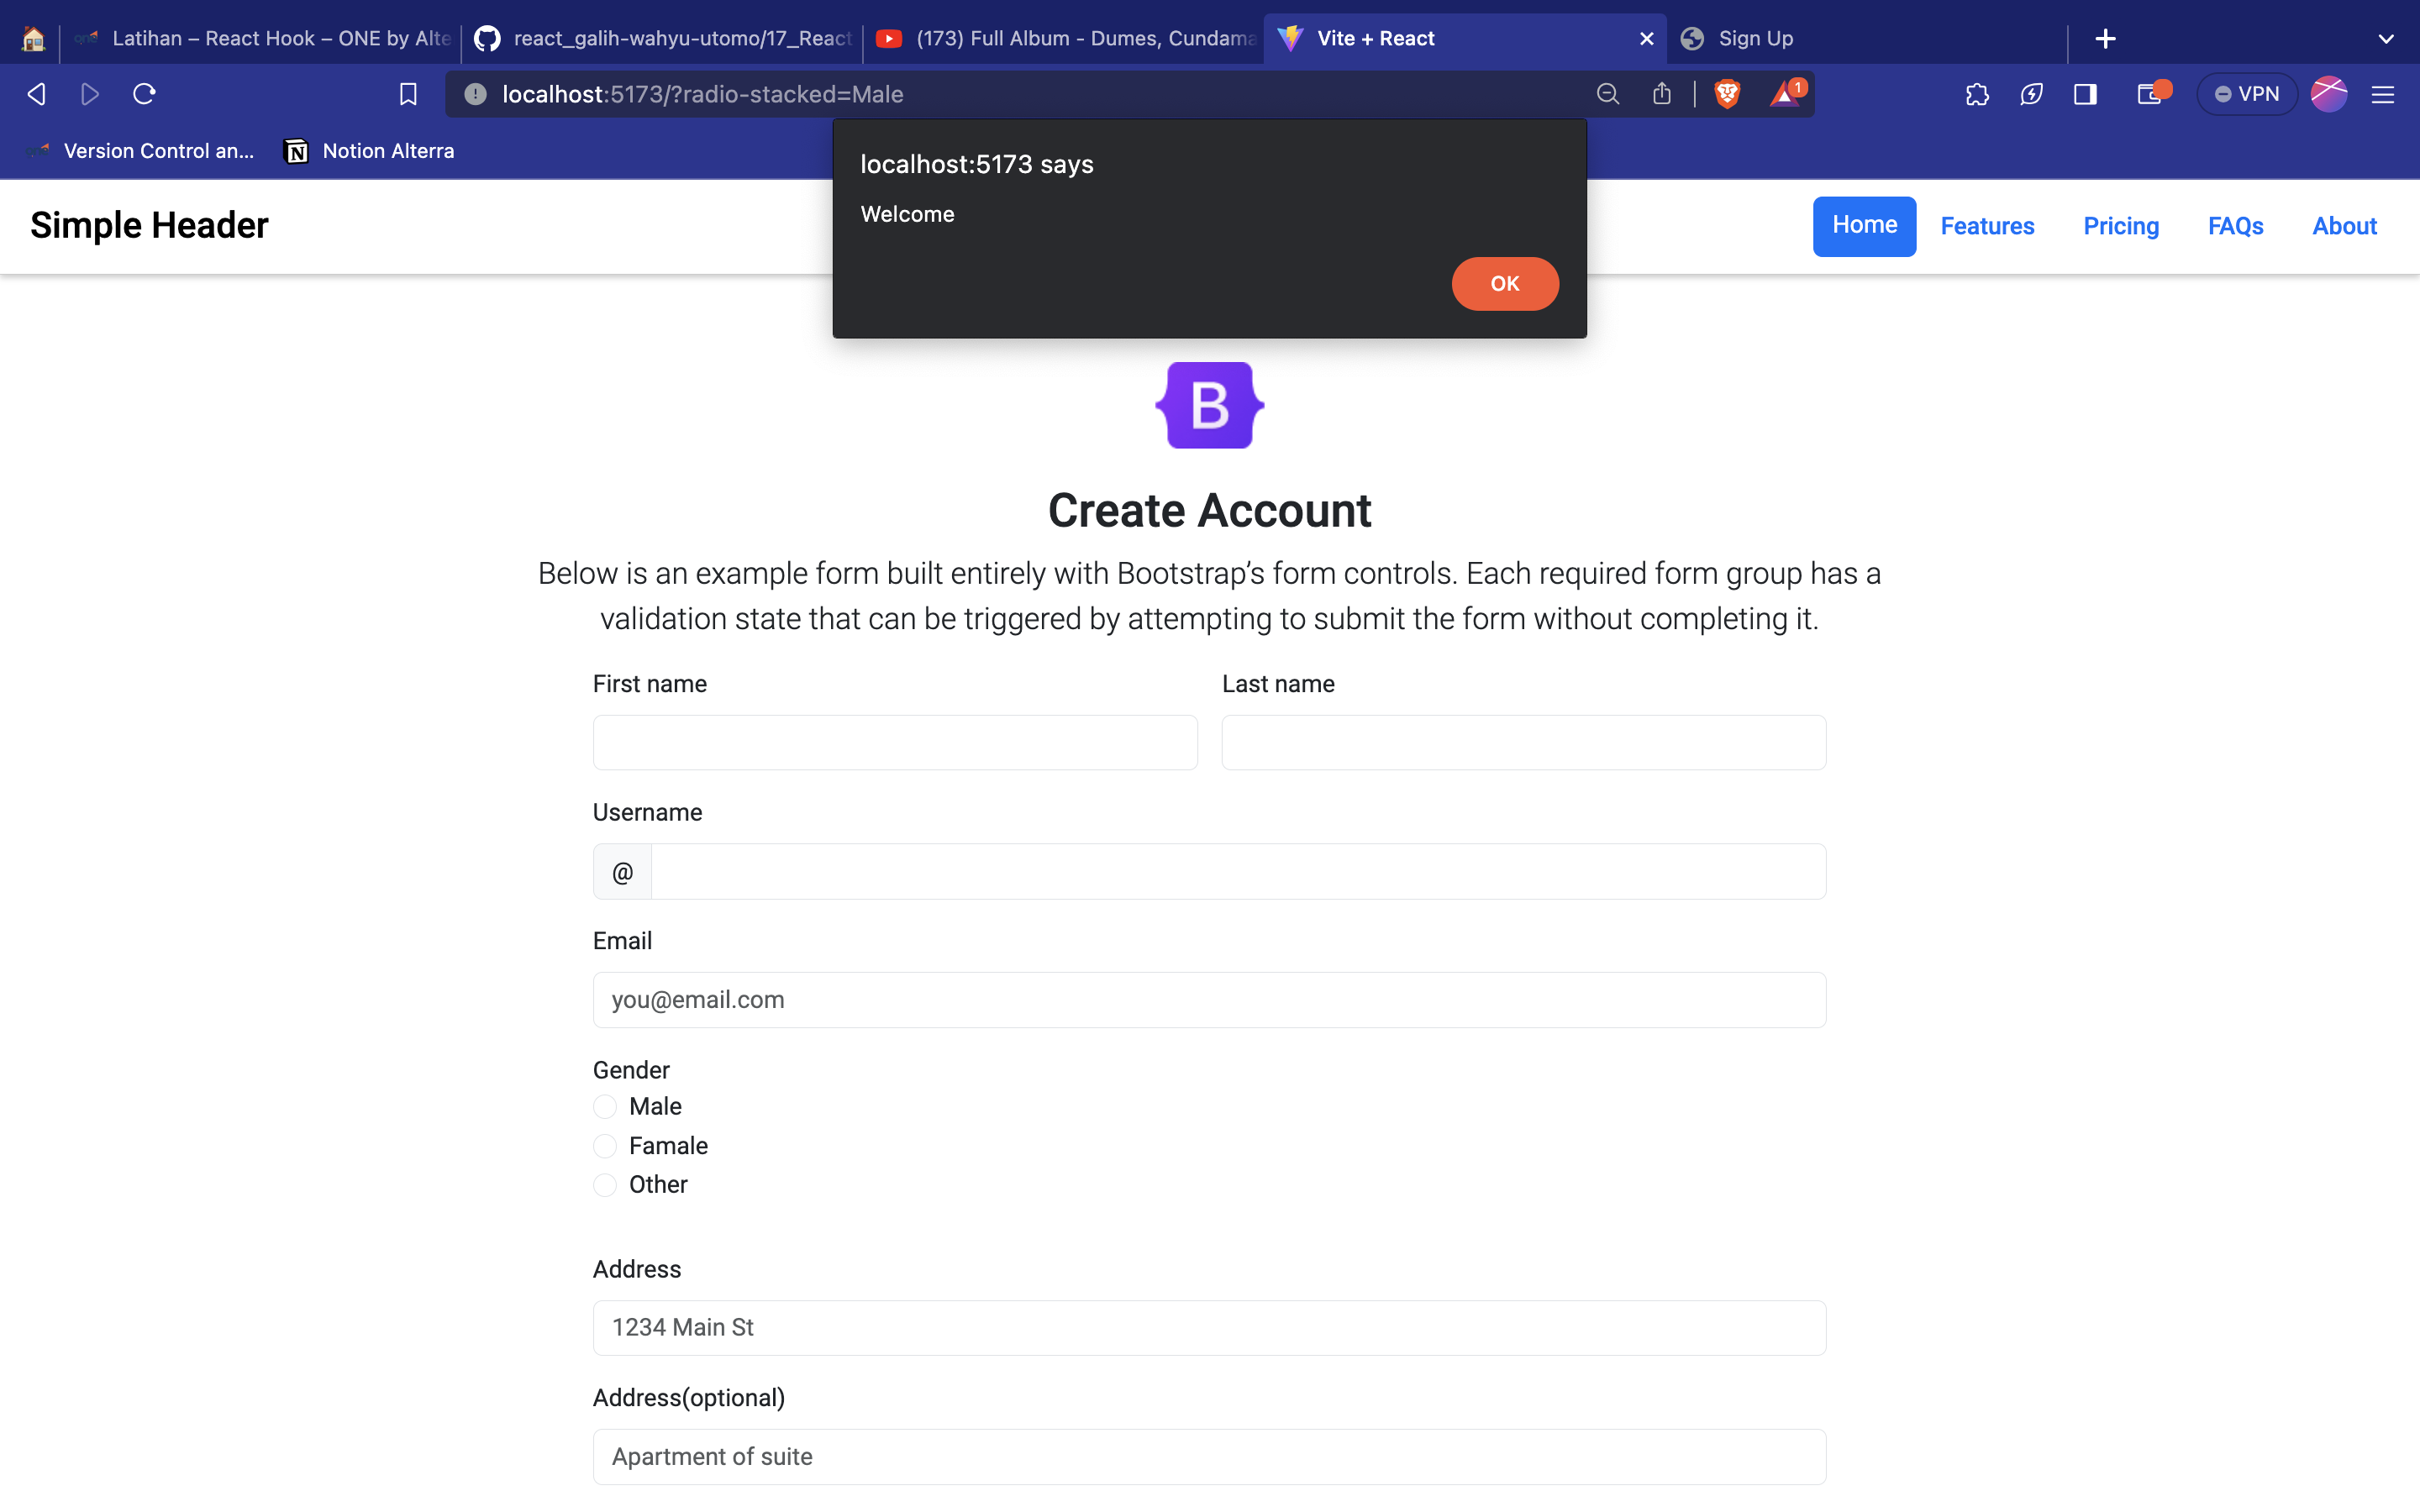 Latihan – React Hook – ONE by Alte
react_galih-wahyu-utomo/17_React
(173) Full Album - Dumes, Cundama
Vite + React
Sign Up
localhost:5173/?radio-stacked=Male
1
VPN
Version Control an...
Notion Alterra
localhost:5173 says
Welcome
OK
Simple Header
Home
Features
Pricing
FAQs
About
B
Create Account
Below is an example form built entirely with Bootstrap’s form controls. Each required form group has a
validation state that can be triggered by attempting to submit the form without completing it.
First name
Last name
Username
@
Email
you@email.com
Gender
Male
Famale
Other
Address
1234 Main St
Address(optional)
Apartment of suite